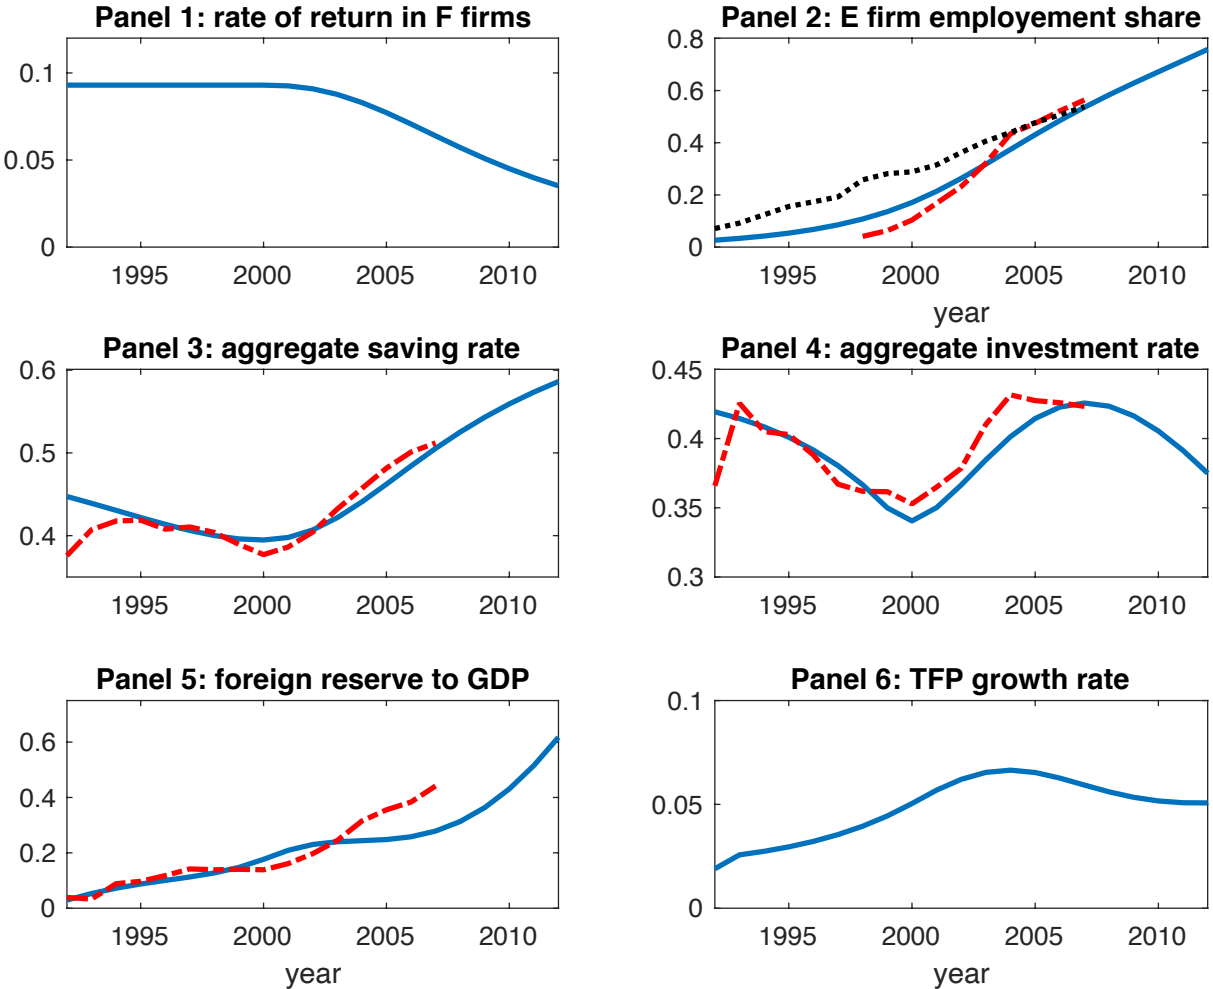 Panel 1: rate of return in F firms
0.1
0.05
0
1995 2000 2005 2010
Panel 2: E firm employement share
0.8
0.6
0.4
0.2
0
1995 2000 2005 2010
year
Panel 3: aggregate saving rate
0.6
0.5
0.4
1995 2000 2005 2010
Panel 4: aggregate investment rate
0.45
0.4
0.35
0.3
1995 2000 2005 2010
Panel 5: foreign reserve to GDP
0.6
0.4
0.2
0
1995 2000 2005 2010
year
Panel 6: TFP growth rate
0.1
0.05
0
1995 2000 2005 2010
year